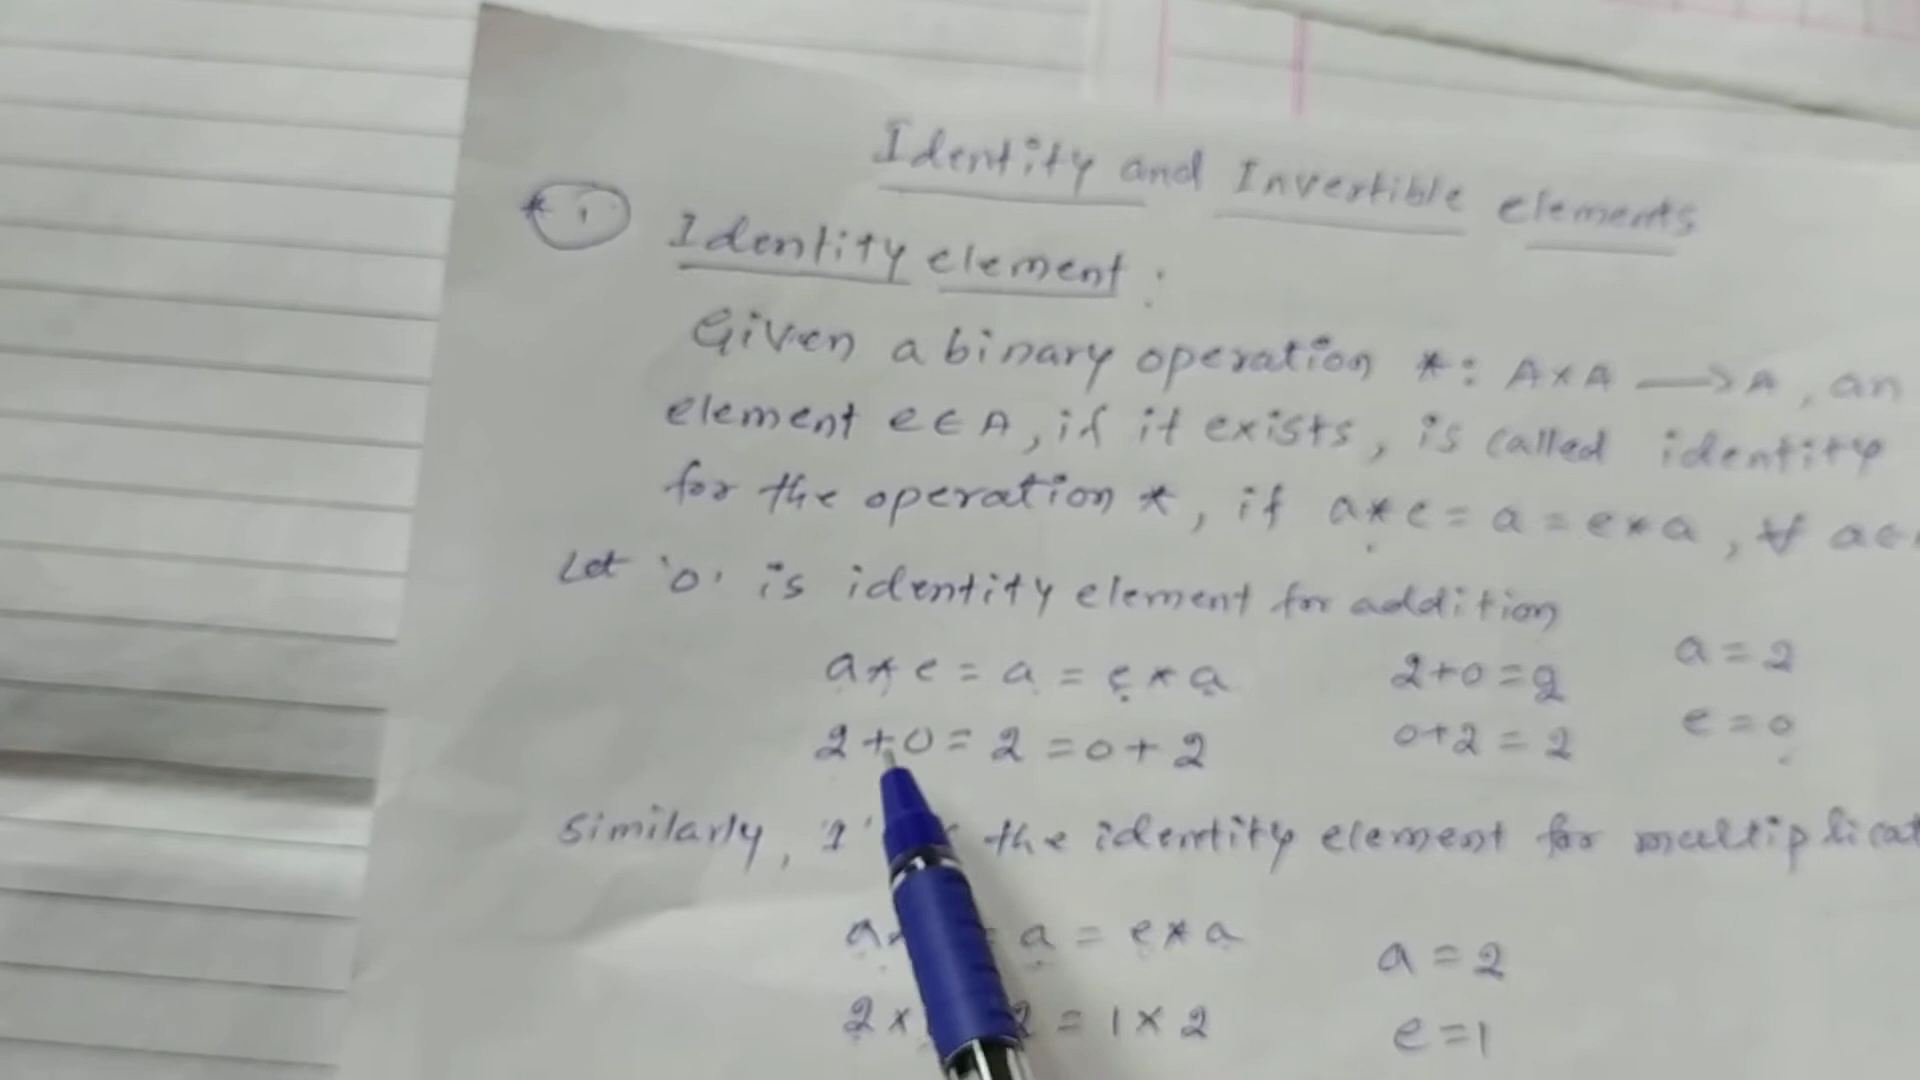 Identity and Invertible elements
* 1 Identity element :
Given a binary operation * : A×A → A, an
element e∈A, if it exists, is called identity
for the operation *, if a*e = a = e*a, ∀ a∈
Let '0' is identity element for addition
a*e = a = e*a 2+0=2 a=2
2+0=2=0+2 0+2=2 e=0
Similarly, '1' the identity element for multiplicat
a = e*a a=2
2× 2 = 1×2 e=1